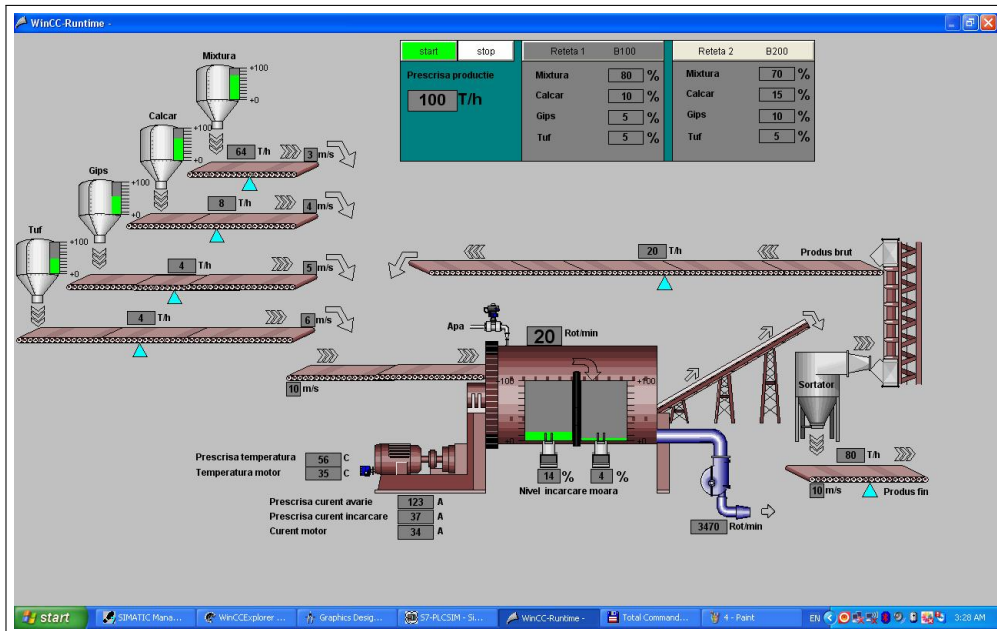 WinCC-Runtime -
start stop Reteta 1 B100 Reteta 2 B200
Prescrisa productie
100 T/h
Mixtura 80 %
Calcar 10 %
Gips 5 %
Tuf 5 %
Mixtura 70 %
Calcar 15 %
Gips 10 %
Tuf 5 %
Mixtura
+100
+0
Calcar
+100
+0
64 T/h 3 m/s
Gips
+100
+0
8 T/h 4 m/s
Tuf
+100
+0
4 T/h 5 m/s
4 T/h 6 m/s
20 T/h Produs brut
Apa
20 Rot/min
10 m/s
-100 +100
+0
Sortator
80 T/h
10 m/s Produs fin
Prescrisa temperatura 56 C
Temperatura motor 35 C
14 % 4 %
Nivel incarcare moara
Prescrisa curent avarie 123 A
Prescrisa curent incarcare 37 A
Curent motor 34 A
3470 Rot/min
start SIMATIC Mana... WinCCExplorer ... Graphics Desig... S7-PLCSIM - Si... WinCC-Runtime - Total Command... 4 - Paint EN 3:28 AM